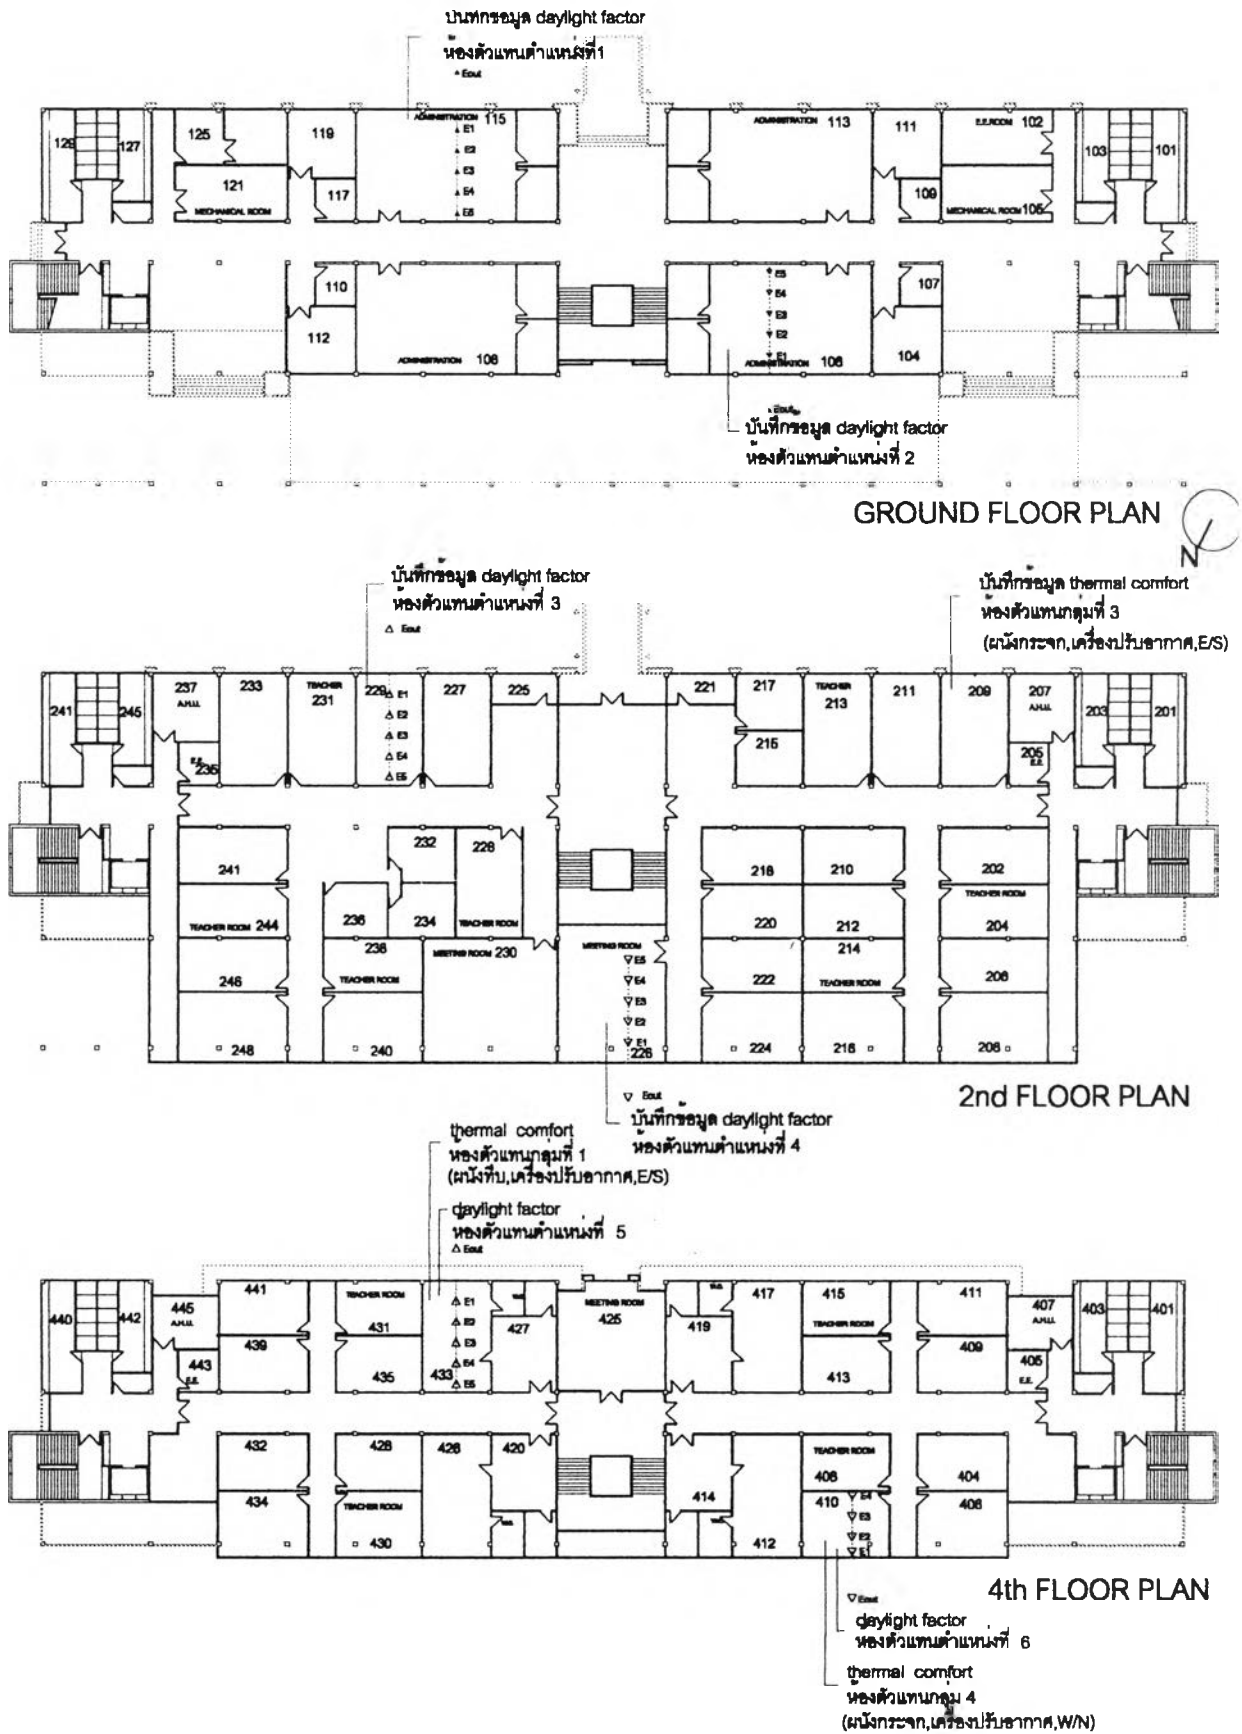 บันทึกข้อมูล daylight factor
ห้องตัวแทนตำแหน่งที่1
Eout
ADMINISTRATION 115
ADMINISTRATION 113
E.E.ROOM 102
129 127 125 119 111 103 101
E1
E2
E3
E4
E5
121 117 109
MECHANICAL ROOM
MECHANICAL ROOM 105
110 107
E5
E4
E3
E2
E1
112 104
ADMINISTRATION 108
ADMINISTRATION 106
Eout
บันทึกข้อมูล daylight factor
ห้องตัวแทนตำแหน่งที่ 2
GROUND FLOOR PLAN
N
บันทึกข้อมูล daylight factor
ห้องตัวแทนตำแหน่งที่ 3
Eout
บันทึกข้อมูล thermal comfort
ห้องตัวแทนกลุ่มที่ 3
(ผนังกระจก,เครื่องปรับอากาศ,E/S)
237 233 TEACHER 231 229 227 225 221 217 TEACHER 213 211 209 207
A.H.U. A.H.U.
241 245 203 201
E1
E2
E3
E4
E5
235 E.E. 215 205 E.E.
232 228
241 218 210 202
TEACHER ROOM
236 234 TEACHER ROOM
TEACHER ROOM 244 220 212 204
238 MEETING ROOM 230 MEETING ROOM 214
246 TEACHER ROOM 222 TEACHER ROOM 206
E5
E4
E3
E2
E1
248 240 226 224 216 208
2nd FLOOR PLAN
Eout
บันทึกข้อมูล daylight factor
ห้องตัวแทนตำแหน่งที่ 4
thermal comfort
ห้องตัวแทนกลุ่มที่ 1
(ผนังทึบ,เครื่องปรับอากาศ,E/S)
daylight factor
ห้องตัวแทนตำแหน่งที่ 5
Eout
441 TEACHER ROOM 417 415 411
445 A.H.U. MEETING ROOM 407 A.H.U.
440 442 431 427 425 419 TEACHER ROOM 403 401
E1
E2
E3
E4
E5
439 409
443 E.E. 435 433 413 405 E.E.
432 428 426 420 TEACHER ROOM
408 404
434 TEACHER ROOM 414 410 406
E4
E3
E2
E1
430 412
4th FLOOR PLAN
Eout
daylight factor
ห้องตัวแทนตำแหน่งที่ 6
thermal comfort
ห้องตัวแทนกลุ่ม 4
(ผนังกระจก,เครื่องปรับอากาศ,W/N)